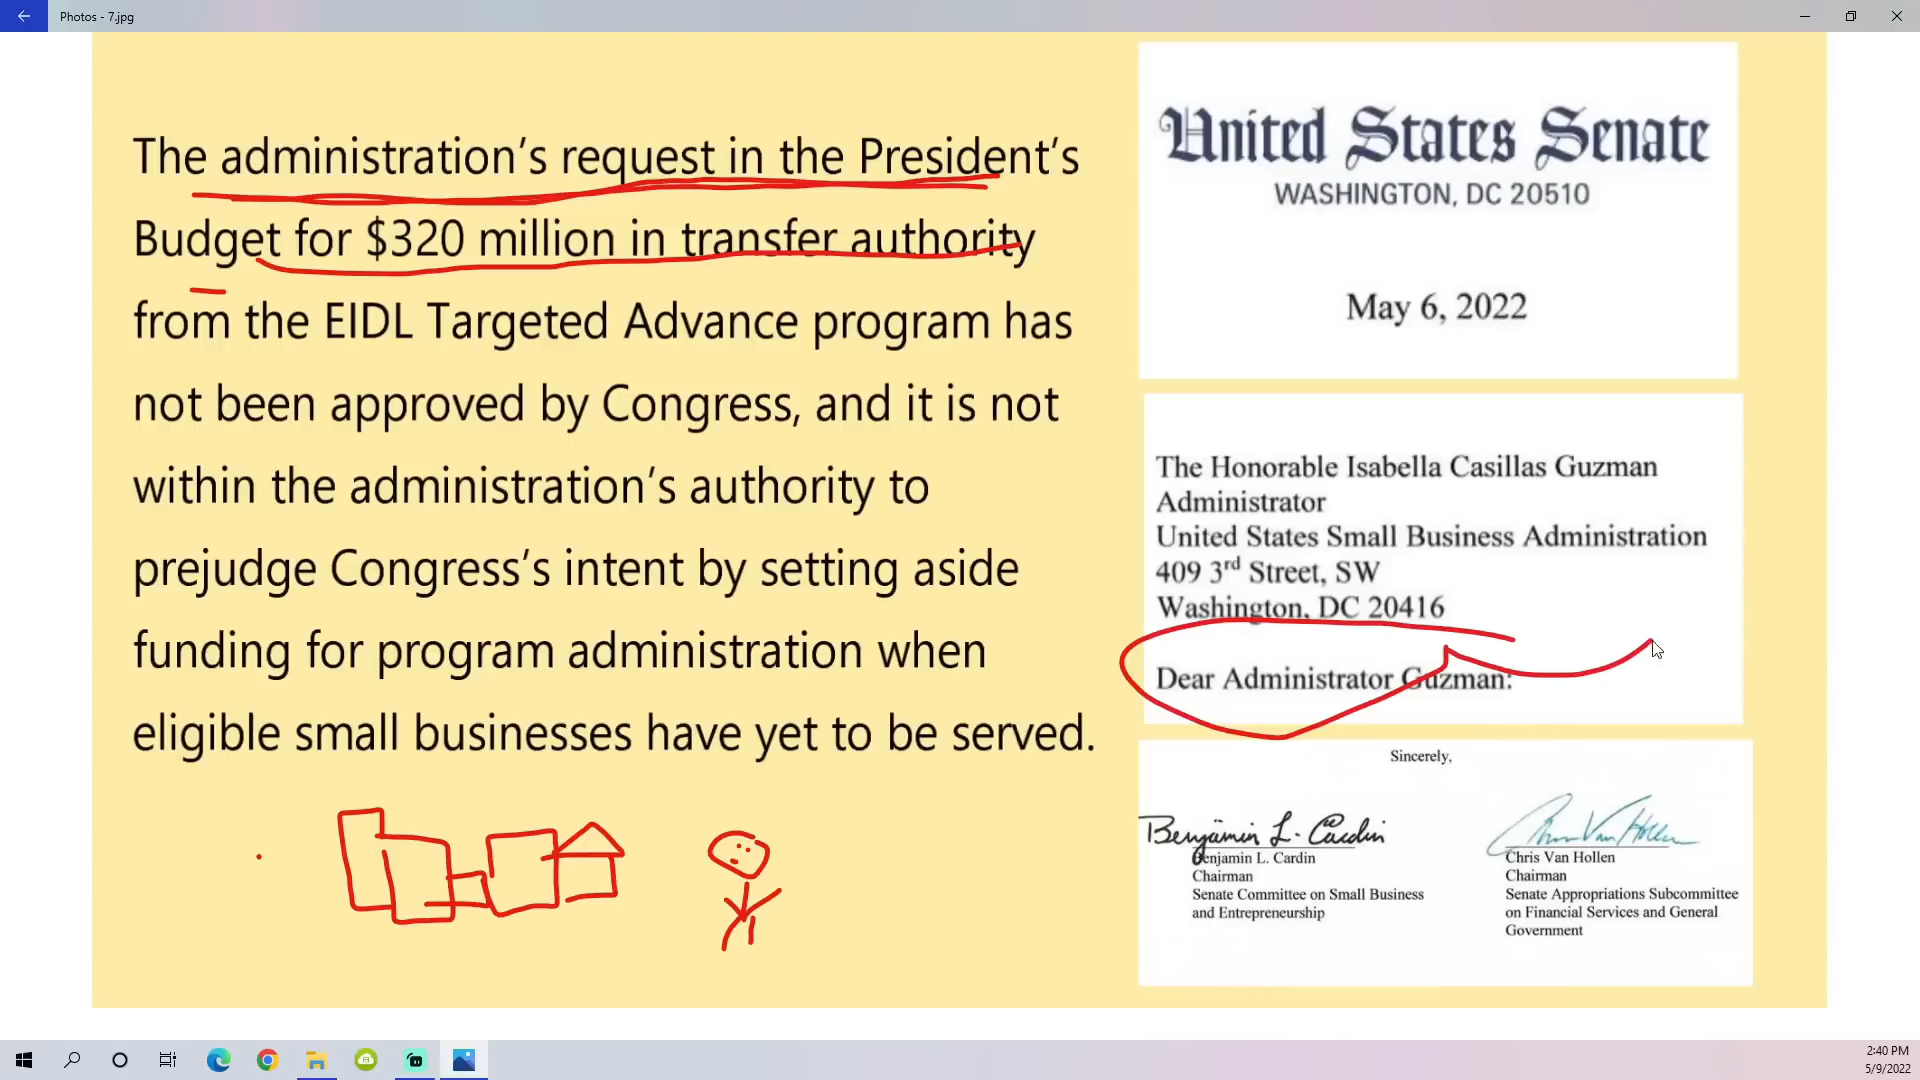 Photos - 7.jpg
The administration's request in the President's
Budget for $320 million in transfer authority
from the EIDL Targeted Advance program has
not been approved by Congress, and it is not
within the administration's authority to
prejudge Congress's intent by setting aside
funding for program administration when
eligible small businesses have yet to be served.
United States Senate
WASHINGTON, DC 20510
May 6, 2022
The Honorable Isabella Casillas Guzman
Administrator
United States Small Business Administration
409 3rd Street, SW
Washington, DC 20416
Dear Administrator Guzman:
Sincerely,
Benjamin L. Cardin
Benjamin L. Cardin
Chairman
Senate Committee on Small Business
and Entrepreneurship
Chris Van Hollen
Chris Van Hollen
Chairman
Senate Appropriations Subcommittee
on Financial Services and General
Government
2:40 PM
5/9/2022